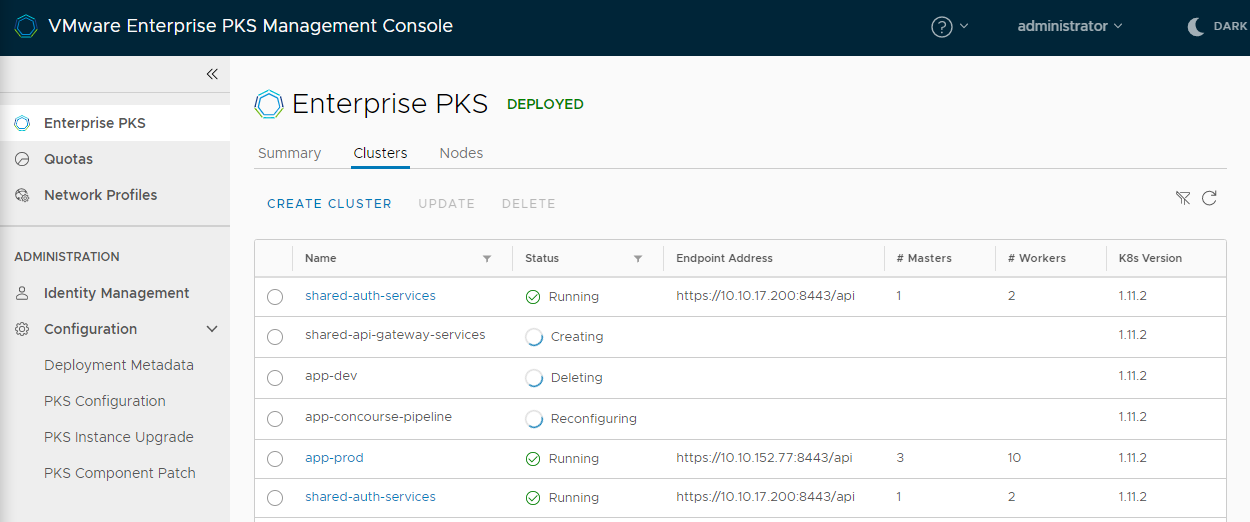 VMware Enterprise PKS Management Console
? administrator DARK
Enterprise PKS
Quotas
Network Profiles
ADMINISTRATION
Identity Management
Configuration
Deployment Metadata
PKS Configuration
PKS Instance Upgrade
PKS Component Patch
Enterprise PKS DEPLOYED
Summary Clusters Nodes
CREATE CLUSTER UPDATE DELETE
Name Status Endpoint Address # Masters # Workers K8s Version
shared-auth-services Running https://10.10.17.200:8443/api 1 2 1.11.2
shared-api-gateway-services Creating 1.11.2
app-dev Deleting 1.11.2
app-concourse-pipeline Reconfiguring 1.11.2
app-prod Running https://10.10.152.77:8443/api 3 10 1.11.2
shared-auth-services Running https://10.10.17.200:8443/api 1 2 1.11.2